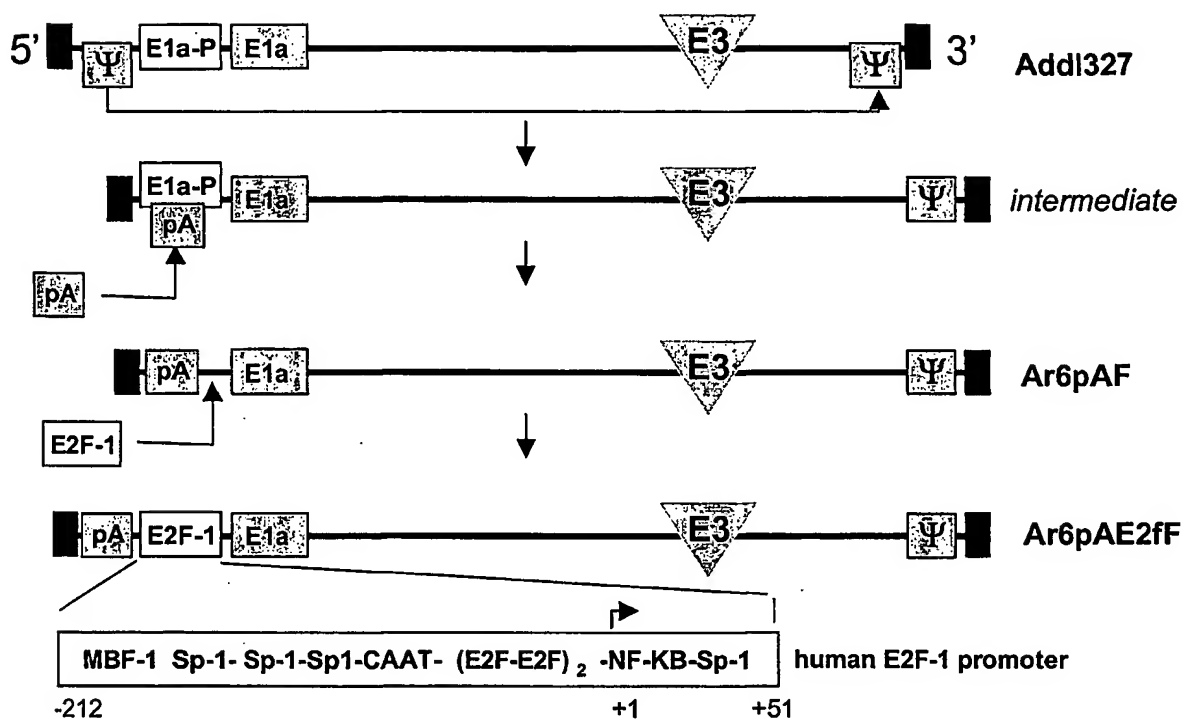 5’ Ψ E1a-P E1a E3 Ψ 3’ Addl327
E1a-P E1a E3 Ψ intermediate
pA
pA
pA E1a E3 Ψ Ar6pAF
E2F-1
pA E2F-1 E1a E3 Ψ Ar6pAE2fF
MBF-1 Sp-1- Sp-1-Sp1-CAAT- (E2F-E2F) 2 -NF-KB-Sp-1 human E2F-1 promoter
-212 +1 +51